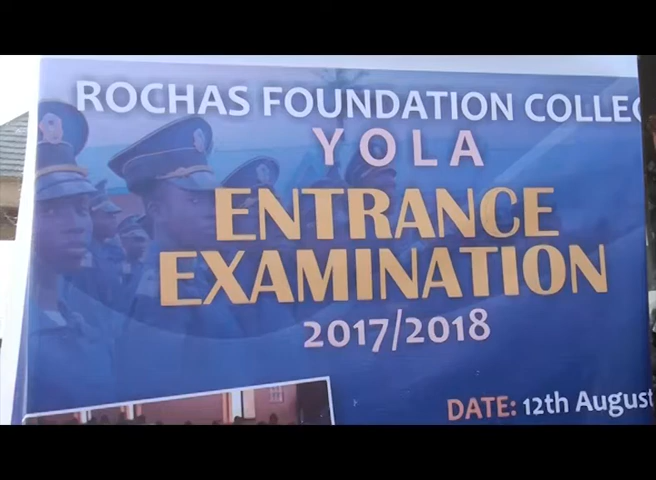 ROCHAS FOUNDATION COLLEG
YOLA
ENTRANCE
EXAMINATION
2017/2018
DATE: 12th August